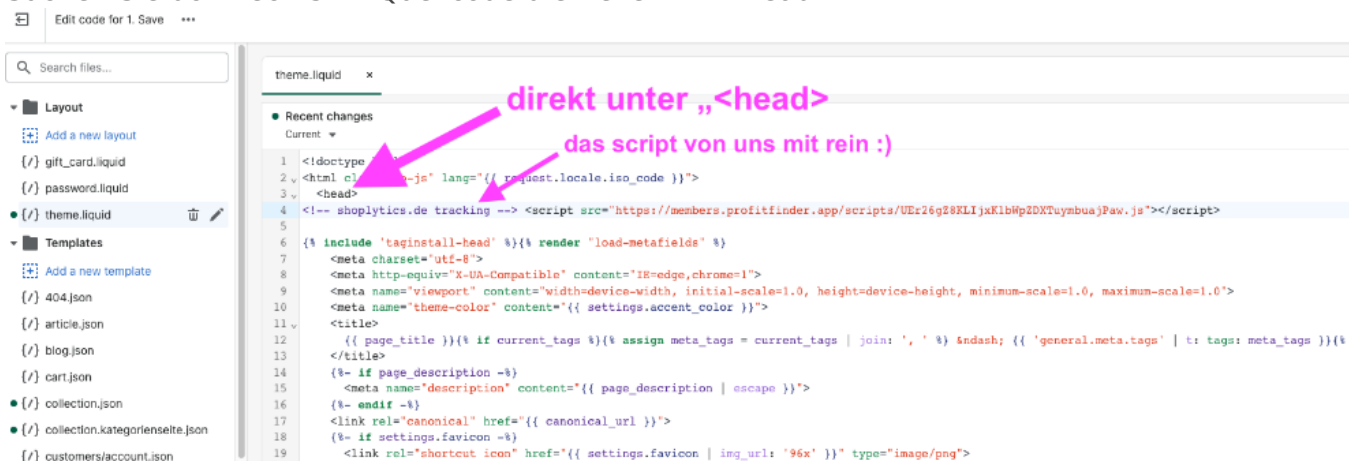 Edit code for 1. Save •••
Search files...
Layout
Add a new layout
{/} gift_card.liquid
{/} password.liquid
{/} theme.liquid
Templates
Add a new template
{/} 404.json
{/} article.json
{/} blog.json
{/} cart.json
{/} collection.json
{/} collection.kategorienseite.json
{/} customers/account.json
theme.liquid ×
direkt unter „<head>
Recent changes
Current
das script von uns mit rein :)
1 <!doctype
2 <html lang="{{ request.locale.iso_code }}">
3 <head>
4 <!-- shoplytics.de tracking --> <script src="https://members.profitfinder.app/scripts/UEr26gZ8KLIjxKlbWpZDXTuymbuajPaw.js"></script>
5
6 {% include 'taginstall-head' %}{% render "load-metafields" %}
7 <meta charset="utf-8">
8 <meta http-equiv="X-UA-Compatible" content="IE=edge,chrome=1">
9 <meta name="viewport" content="width=device-width, initial-scale=1.0, height=device-height, minimum-scale=1.0, maximum-scale=1.0">
10 <meta name="theme-color" content="{{ settings.accent_color }}">
11 <title>
12 {{ page_title }}{% if current_tags %}{% assign meta_tags = current_tags | join: ', ' %} &ndash; {{ 'general.meta.tags' | t: tags: meta_tags }}{%
13 </title>
14 {%- if page_description -%}
15 <meta name="description" content="{{ page_description | escape }}">
16 {%- endif -%}
17 <link rel="canonical" href="{{ canonical_url }}">
18 {%- if settings.favicon -%}
19 <link rel="shortcut icon" href="{{ settings.favicon | img_url: '96x' }}" type="image/png">